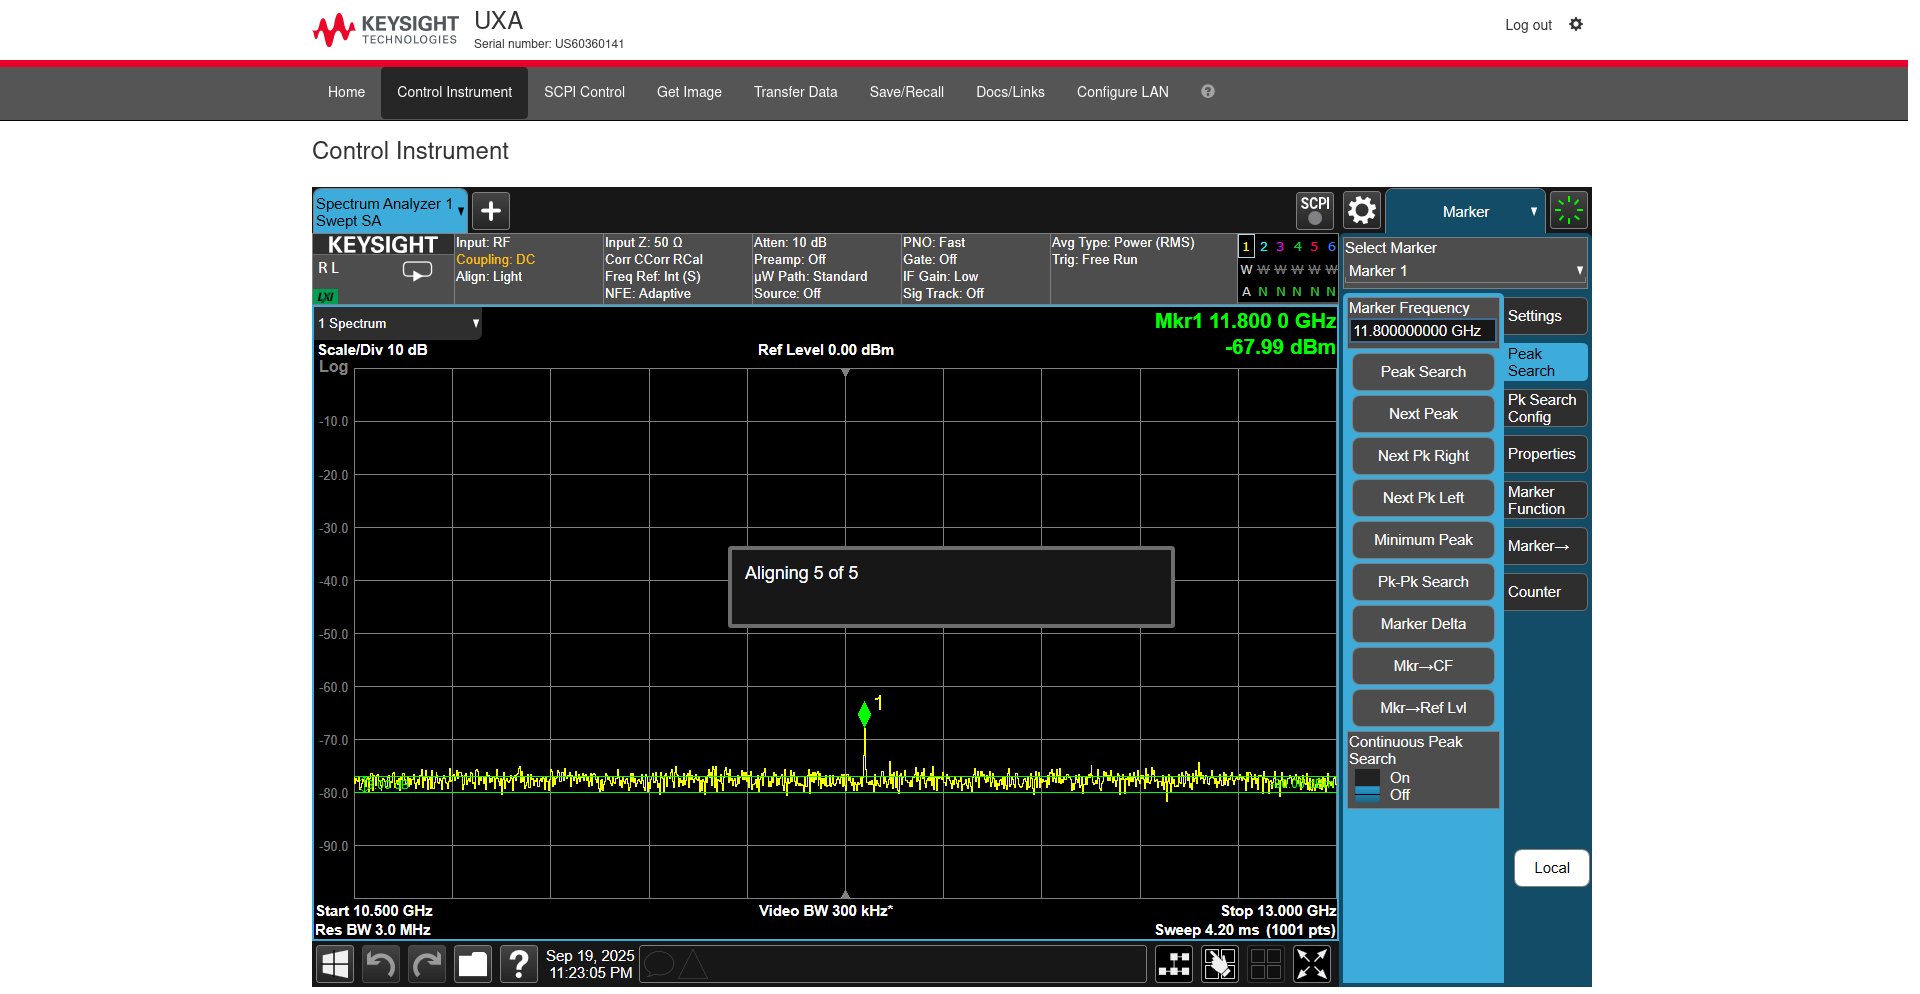 KEYSIGHT
TECHNOLOGIES
UXA
Serial number: US60360141
Log out
Home
Control Instrument
SCPI Control
Get Image
Transfer Data
Save/Recall
Docs/Links
Configure LAN
?
Control Instrument
Spectrum Analyzer 1
Swept SA
SCPI
Marker
KEYSIGHT
R L
LXI
Input: RF
Coupling: DC
Align: Light
Input Z: 50 Ω
Corr CCorr RCal
Freq Ref: Int (S)
NFE: Adaptive
Atten: 10 dB
Preamp: Off
µW Path: Standard
Source: Off
PNO: Fast
Gate: Off
IF Gain: Low
Sig Track: Off
Avg Type: Power (RMS)
Trig: Free Run
1 2 3 4 5 6
W W W W W W
A N N N N N
Select Marker
Marker 1
1 Spectrum
Mkr1 11.800 0 GHz
-67.99 dBm
Scale/Div 10 dB
Ref Level 0.00 dBm
Log
-10.0
-20.0
-30.0
-40.0
-50.0
-60.0
-70.0
-80.0
-90.0
Aligning 5 of 5
1
Start 10.500 GHz
Video BW 300 kHz*
Stop 13.000 GHz
Res BW 3.0 MHz
Sweep 4.20 ms (1001 pts)
Marker Frequency
11.800000000 GHz
Peak Search
Next Peak
Next Pk Right
Next Pk Left
Minimum Peak
Pk-Pk Search
Marker Delta
Mkr→CF
Mkr→Ref Lvl
Continuous Peak
Search
On
Off
Settings
Peak
Search
Pk Search
Config
Properties
Marker
Function
Marker→
Counter
Local
?
Sep 19, 2025
11:23:05 PM